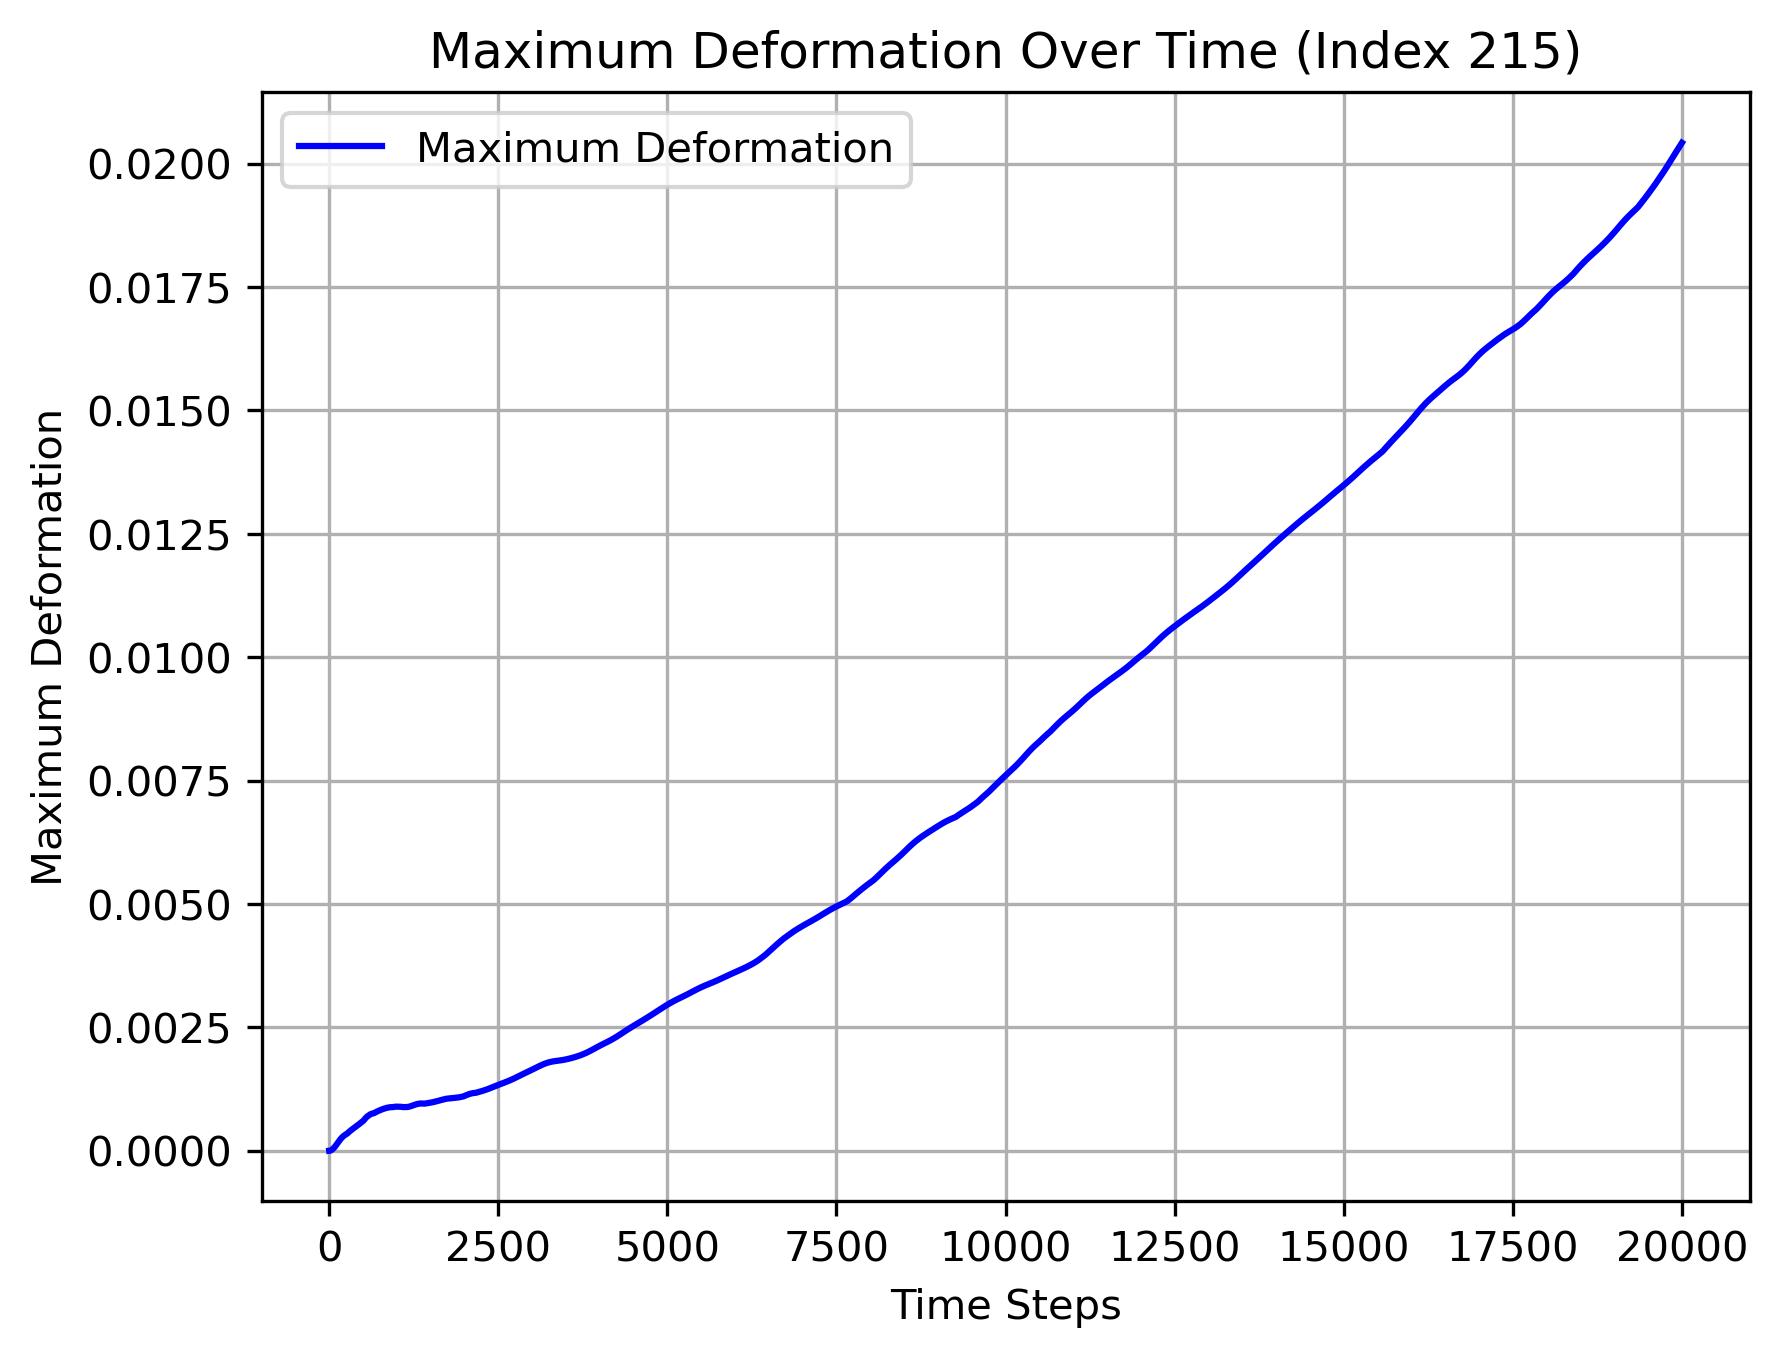 Maximum Deformation Over Time (Index 215)
Maximum Deformation
0.0200
0.0175
0.0150
0.0125
0.0100
0.0075
0.0050
0.0025
0.0000
Maximum Deformation
0 2500 5000 7500 10000 12500 15000 17500 20000
Time Steps